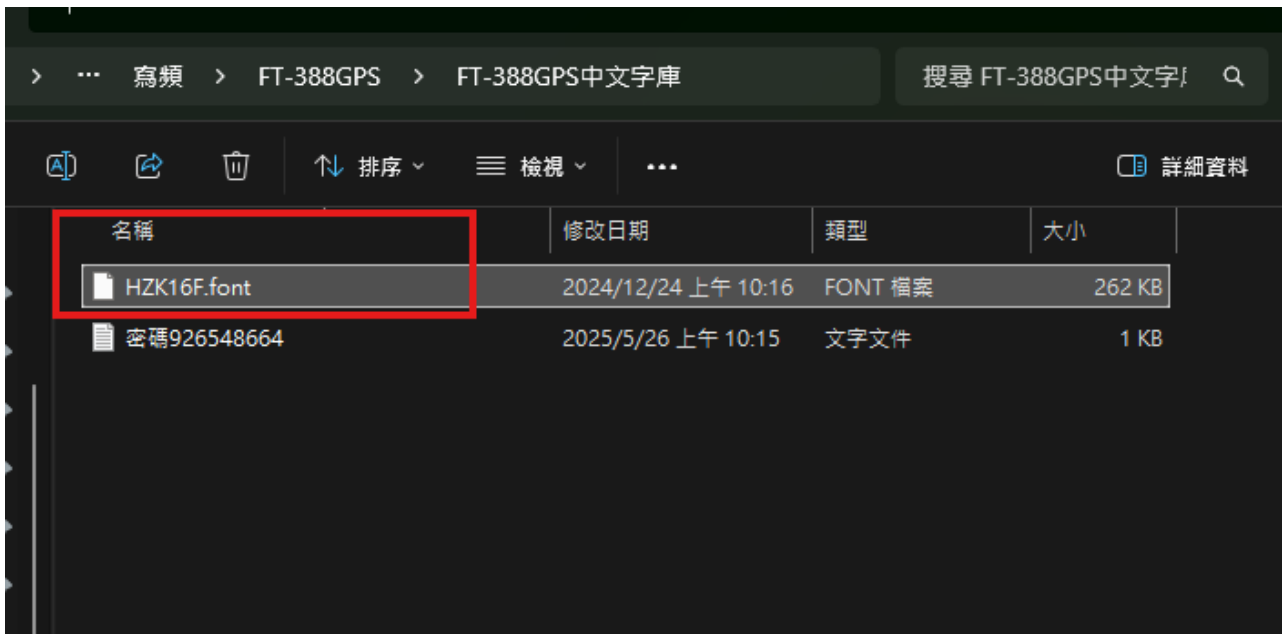 > ··· 寫頻 > FT-388GPS > FT-388GPS中文字庫 搜尋 FT-388GPS中文字
A 排序 檢視 ··· 詳細資料
名稱 修改日期 類型 大小
HZK16F.font 2024/12/24 上午 10:16 FONT 檔案 262 KB
密碼926548664 2025/5/26 上午 10:15 文字文件 1 KB